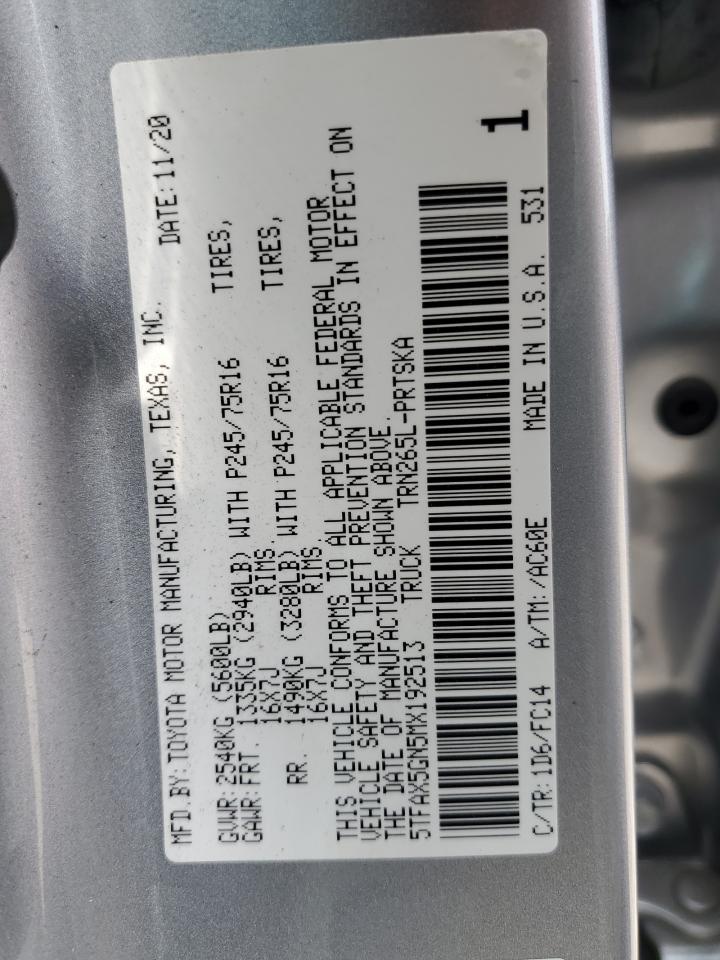 MFD.BY:TOYOTA MOTOR MANUFACTURING, TEXAS, INC. DATE:11/20
GVWR:2540KG (5600LB)
GAWR:FRT. 1335KG (2940LB) WITH P245/75R16 TIRES,
16X7J RIMS.
RR. 1490KG (3280LB) WITH P245/75R16 TIRES,
16X7J RIMS.
THIS VEHICLE CONFORMS TO ALL APPLICABLE FEDERAL MOTOR
VEHICLE SAFETY AND THEFT PREVENTION STANDARDS IN EFFECT ON
THE DATE OF MANUFACTURE SHOWN ABOVE.
5TFAX5GN5MX192513 TRUCK TRN265L-PRTSKA
1
C/TR:1D6/FC14 A/TM:/AC60E MADE IN U.S.A. 531